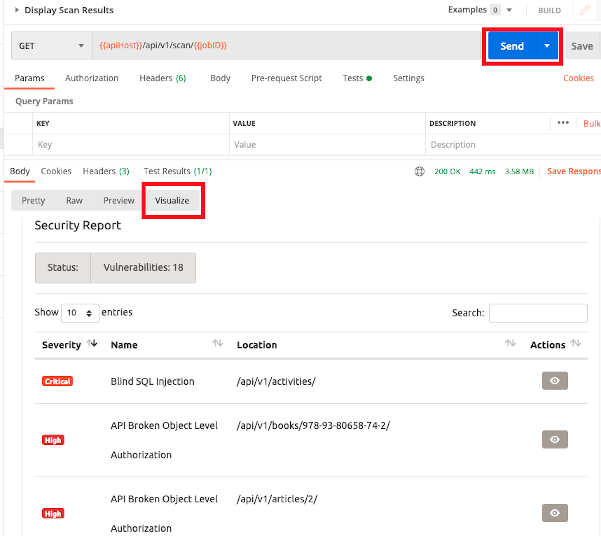 Display Scan Results Examples 0 BUILD
GET {{apiHost}}/api/v1/scan/{{jobID}} Send Save
Params Authorization Headers (6) Body Pre-request Script Tests Settings Cookies
Query Params
KEY VALUE DESCRIPTION ••• Bulk
Key Value Description
Body Cookies Headers (3) Test Results (1/1) 200 OK 442 ms 3.58 MB Save Respons
Pretty Raw Preview Visualize
Security Report
Status: Vulnerabilities: 18
Show 10 entries Search:
Severity Name Location Actions
Critical Blind SQL Injection /api/v1/activities/
High API Broken Object Level /api/v1/books/978-93-80658-74-2/
Authorization
High API Broken Object Level /api/v1/articles/2/
Authorization